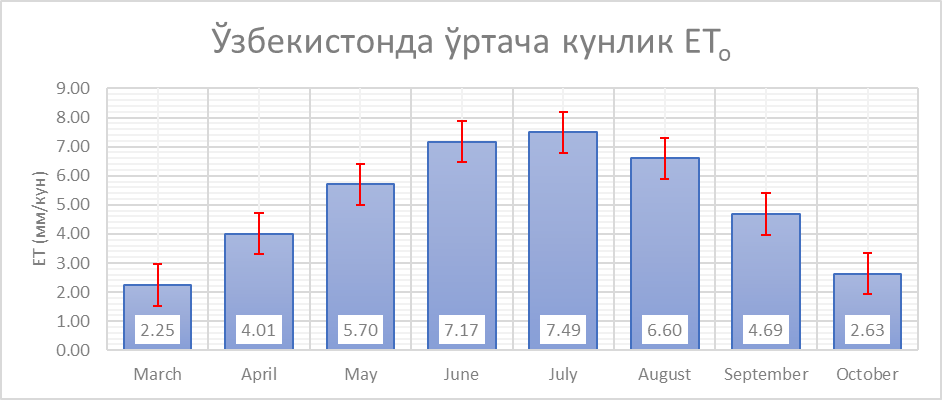 Ўзбекистонда ўртача кунлик ETo
9.00
8.00
7.00
6.00
5.00
4.00
3.00
2.00
1.00
0.00
ET (мм/кун)
2.25 4.01 5.70 7.17 7.49 6.60 4.69 2.63
March April May June July August September October